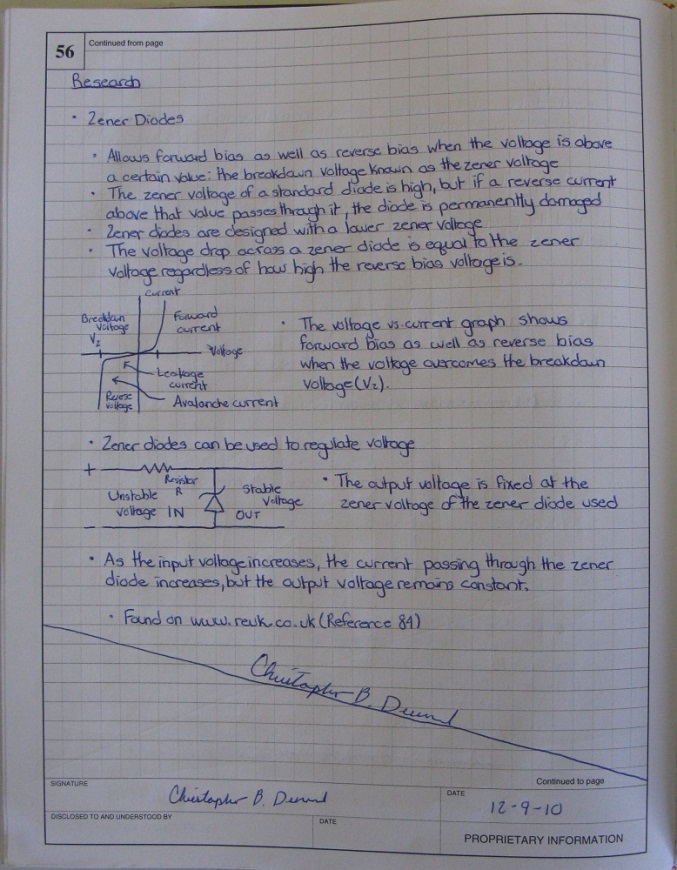 56
Continued from page
Research
• Zener Diodes
• Allows forward bias as well as reverse bias when the voltage is above
a certain value: the breakdown voltage known as the zener voltage
• The zener voltage of a standard diode is high, but if a reverse current
above that value passes through it, the diode is permanently damaged
• Zener diodes are designed with a lower zener voltage
• The voltage drop across a zener diode is equal to the zener
voltage regardless of how high the reverse bias voltage is.
Current
Breakdown
Voltage
Vz
Forward
current
Voltage
Leakage
current
Reverse
Voltage
Avalanche current
• The voltage vs. current graph shows
forward bias as well as reverse bias
when the voltage overcomes the breakdown
voltage (Vz).
• Zener diodes can be used to regulate voltage
+
Resistor
R
Unstable
voltage IN
Stable
Voltage
OUT
–
• The output voltage is fixed at the
zener voltage of the zener diode used
• As the input voltage increases, the current passing through the zener
diode increases, but the output voltage remains constant.
• Found on www.reuk.co.uk (Reference 84)
Christopher B.
SIGNATURE
Christopher B.
Continued to page
DATE
12-9-10
DISCLOSED TO AND UNDERSTOOD BY
DATE
PROPRIETARY INFORMATION